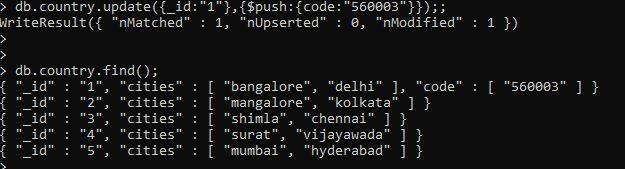 > db.country.update({_id:"1"},{$push:{code:"560003"}});;
WriteResult({ "nMatched" : 1, "nUpserted" : 0, "nModified" : 1 })
>
>
> db.country.find();
{ "_id" : "1", "cities" : [ "bangalore", "delhi" ], "code" : [ "560003" ] }
{ "_id" : "2", "cities" : [ "mangalore", "kolkata" ] }
{ "_id" : "3", "cities" : [ "shimla", "chennai" ] }
{ "_id" : "4", "cities" : [ "surat", "vijayawada" ] }
{ "_id" : "5", "cities" : [ "mumbai", "hyderabad" ] }
>